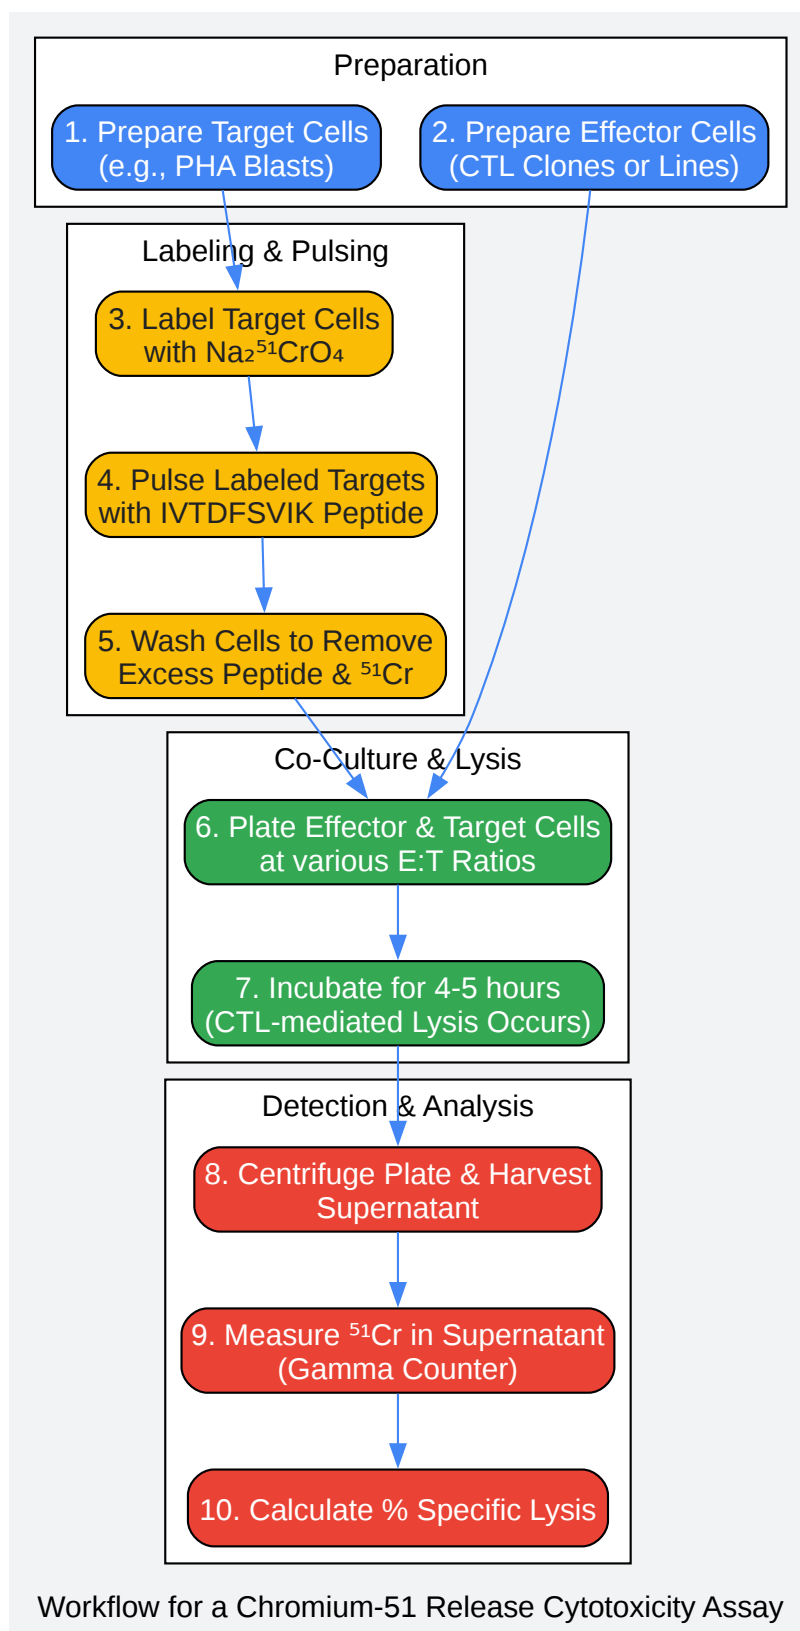 Preparation
1. Prepare Target Cells
(e.g., PHA Blasts)
2. Prepare Effector Cells
(CTL Clones or Lines)
Labeling & Pulsing
3. Label Target Cells
with Na₂⁵¹CrO₄
4. Pulse Labeled Targets
with IVTDFSVIK Peptide
5. Wash Cells to Remove
Excess Peptide & ⁵¹Cr
Co-Culture & Lysis
6. Plate Effector & Target Cells
at various E:T Ratios
7. Incubate for 4-5 hours
(CTL-mediated Lysis Occurs)
Detection & Analysis
8. Centrifuge Plate & Harvest
Supernatant
9. Measure ⁵¹Cr in Supernatant
(Gamma Counter)
10. Calculate % Specific Lysis
Workflow for a Chromium-51 Release Cytotoxicity Assay